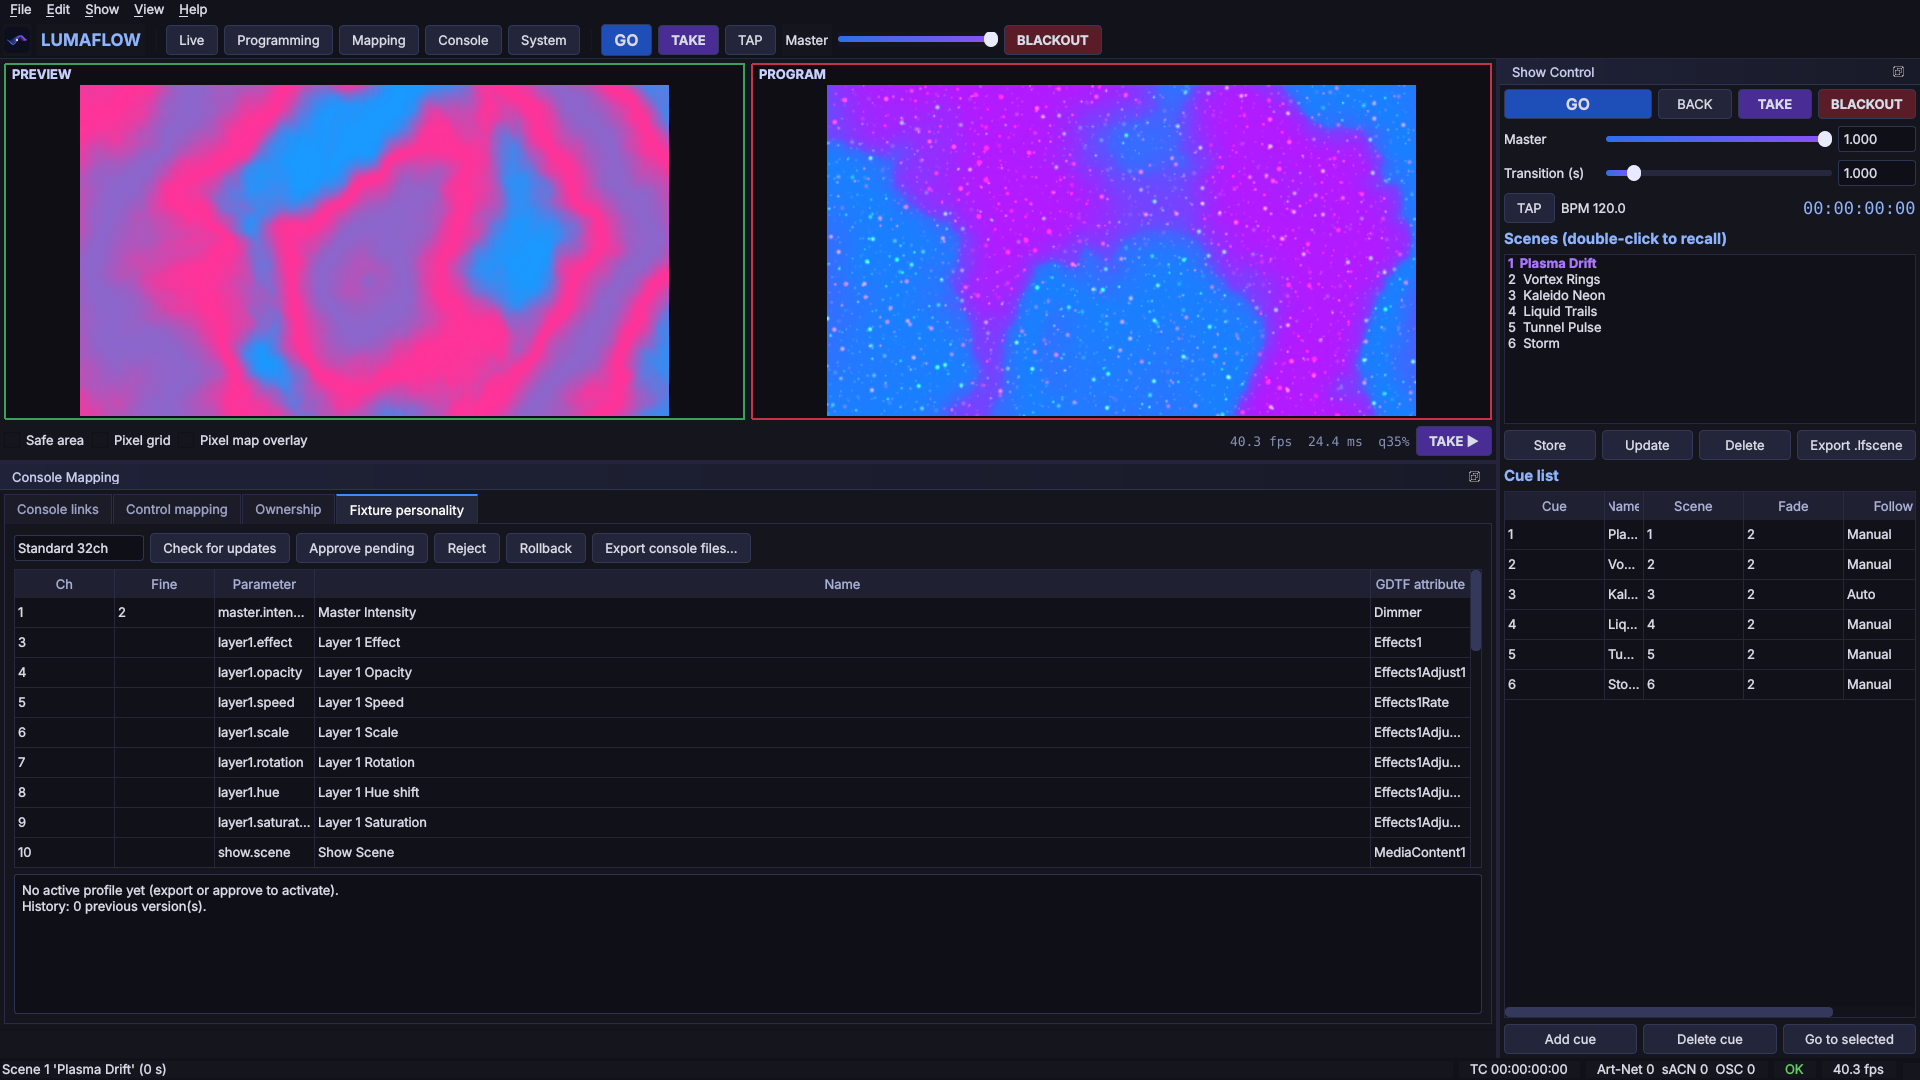 File Edit Show View Help
LUMAFLOW Live Programming Mapping Console System GO TAKE TAP Master BLACKOUT
PREVIEW
PROGRAM
Safe area Pixel grid Pixel map overlay
40.3 fps 24.4 ms q35% TAKE ▶
Console Mapping
Console links Control mapping Ownership Fixture personality
Standard 32ch Check for updates Approve pending Reject Rollback Export console files...
Ch Fine Parameter Name GDTF attribute
1 2 master.inten... Master Intensity Dimmer
3 layer1.effect Layer 1 Effect Effects1
4 layer1.opacity Layer 1 Opacity Effects1Adjust1
5 layer1.speed Layer 1 Speed Effects1Rate
6 layer1.scale Layer 1 Scale Effects1Adju...
7 layer1.rotation Layer 1 Rotation Effects1Adju...
8 layer1.hue Layer 1 Hue shift Effects1Adju...
9 layer1.saturat... Layer 1 Saturation Effects1Adju...
10 show.scene Show Scene MediaContent1
No active profile yet (export or approve to activate).
History: 0 previous version(s).
Show Control
GO BACK TAKE BLACKOUT
Master 1.000
Transition (s) 1.000
TAP BPM 120.0 00:00:00:00
Scenes (double-click to recall)
1 Plasma Drift
2 Vortex Rings
3 Kaleido Neon
4 Liquid Trails
5 Tunnel Pulse
6 Storm
Store Update Delete Export .lfscene
Cue list
Cue Name Scene Fade Follow
1 Pla... 1 2 Manual
2 Vo... 2 2 Manual
3 Kal... 3 2 Auto
4 Liq... 4 2 Manual
5 Tu... 5 2 Manual
6 Sto... 6 2 Manual
Add cue Delete cue Go to selected
Scene 1 'Plasma Drift' (0 s)
TC 00:00:00:00 Art-Net 0 sACN 0 OSC 0 OK 40.3 fps